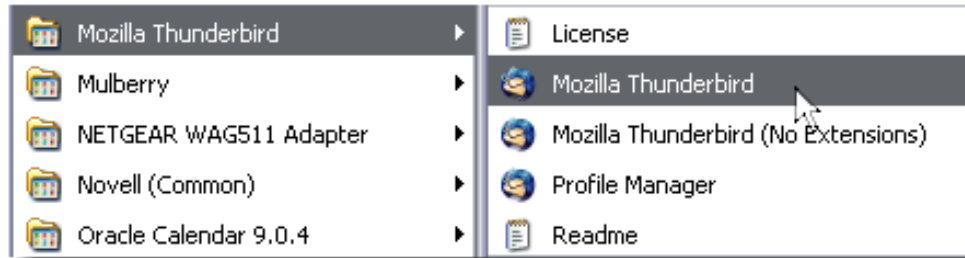 Mozilla Thunderbird
Mulberry
NETGEAR WAG511 Adapter
Novell (Common)
Oracle Calendar 9.0.4
License
Mozilla Thunderbird
Mozilla Thunderbird (No Extensions)
Profile Manager
Readme